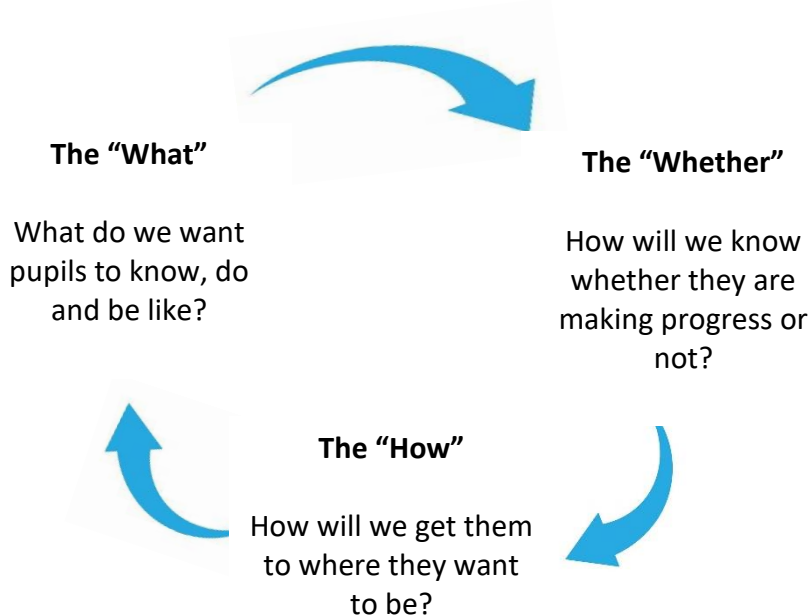 The “What”
What do we want
pupils to know, do
and be like?
The “Whether”
How will we know
whether they are
making progress or
not?
The “How”
How will we get them
to where they want
to be?